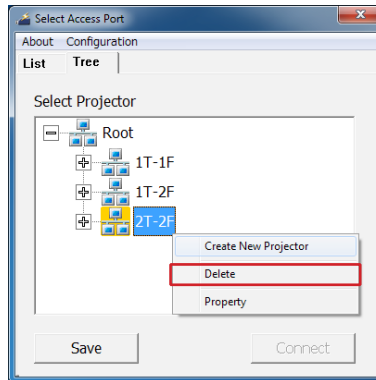 Select Access Port
About Configuration
List Tree
Select Projector
Root
1T-1F
1T-2F
2T-2F
Create New Projector
Delete
Property
Save Connect